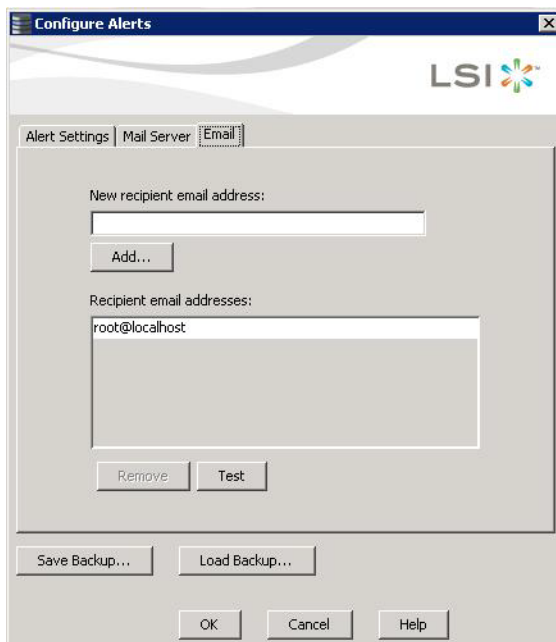 Configure Alerts
LSI
Alert Settings Mail Server Email
New recipient email address:
Add...
Recipient email addresses:
root@localhost
Remove Test
Save Backup... Load Backup...
OK Cancel Help